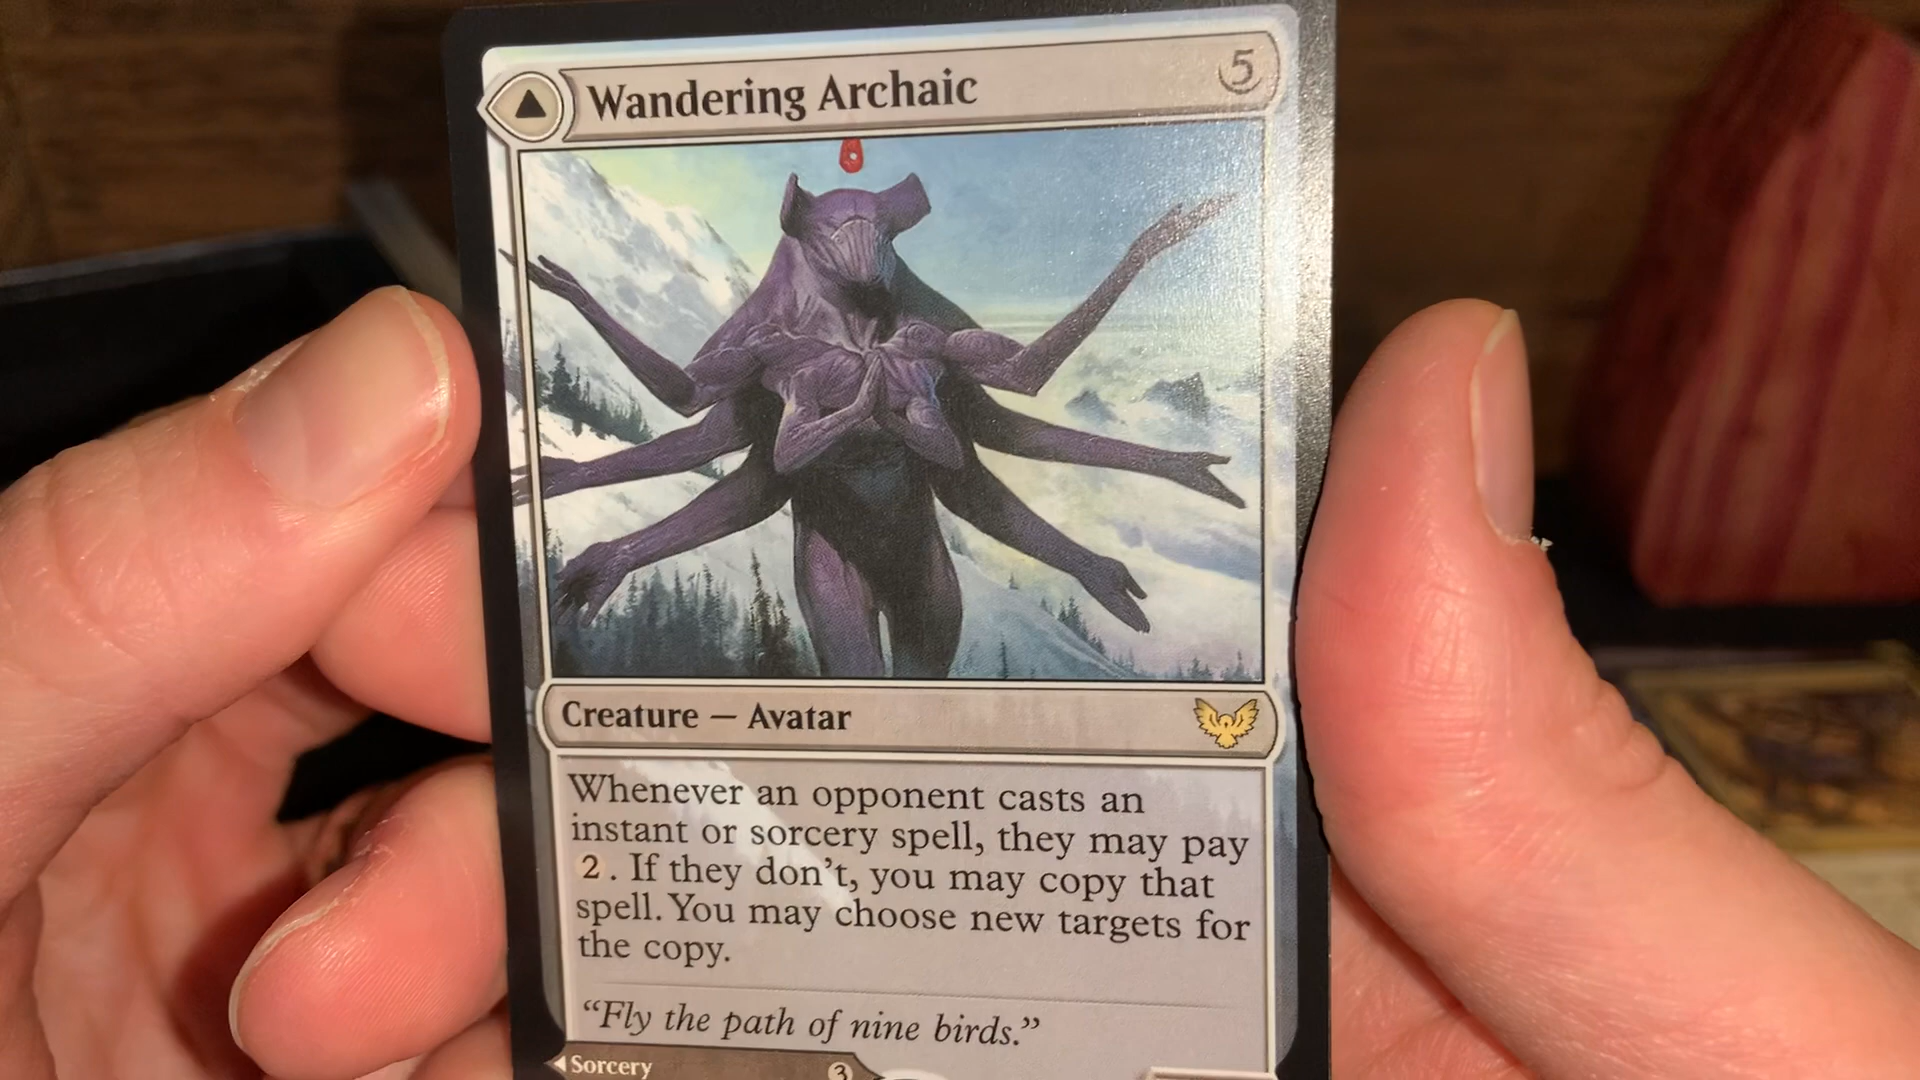 Wandering Archaic 5
Creature — Avatar
Whenever an opponent casts an
instant or sorcery spell, they may pay
2. If they don't, you may copy that
spell. You may choose new targets for
the copy.
“Fly the path of nine birds.”
Sorcery 3